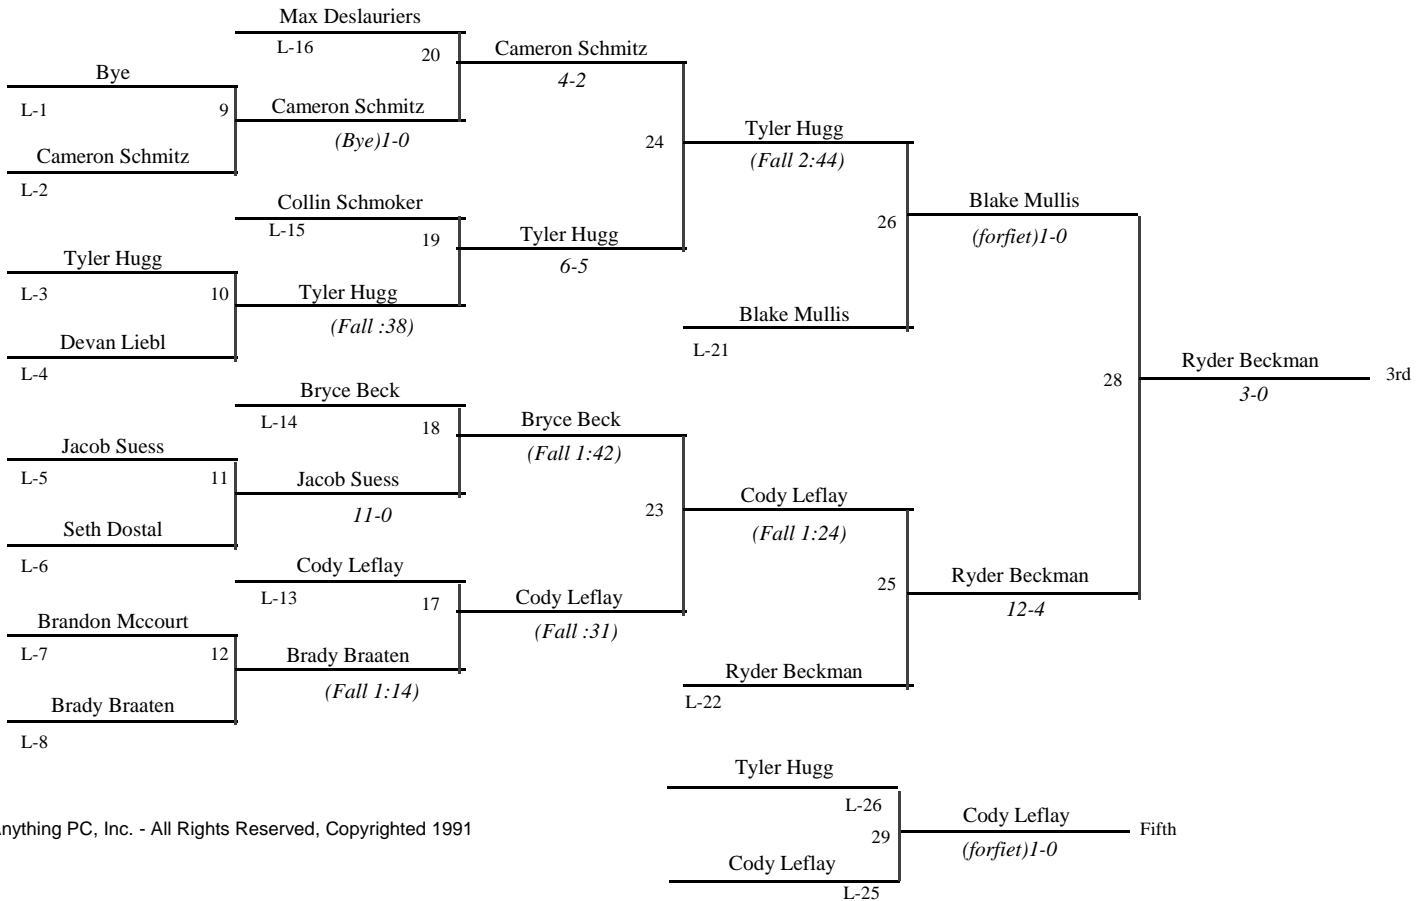 Max Deslauriers
L-16
20
Cameron Schmitz
4-2
Bye
L-1
9
Cameron Schmitz
(Bye)1-0
Cameron Schmitz
L-2
24
Tyler Hugg
(Fall 2:44)
Collin Schmoker
L-15
19
Tyler Hugg
6-5
Tyler Hugg
L-3
10
Tyler Hugg
(Fall :38)
Devan Liebl
L-4
26
Blake Mullis
(forfiet)1-0
Blake Mullis
L-21
Bryce Beck
L-14
18
Bryce Beck
(Fall 1:42)
Jacob Suess
L-5
11
Jacob Suess
11-0
Seth Dostal
L-6
28
Ryder Beckman
3-0
3rd
23
Cody Leflay
(Fall 1:24)
Cody Leflay
L-13
17
Cody Leflay
(Fall :31)
Brandon Mccourt
L-7
12
Brady Braaten
(Fall 1:14)
Brady Braaten
L-8
25
Ryder Beckman
12-4
Ryder Beckman
L-22
Tyler Hugg
L-26
29
Cody Leflay
(forfiet)1-0
Fifth
Cody Leflay
L-25
nything PC, Inc. - All Rights Reserved, Copyrighted 1991